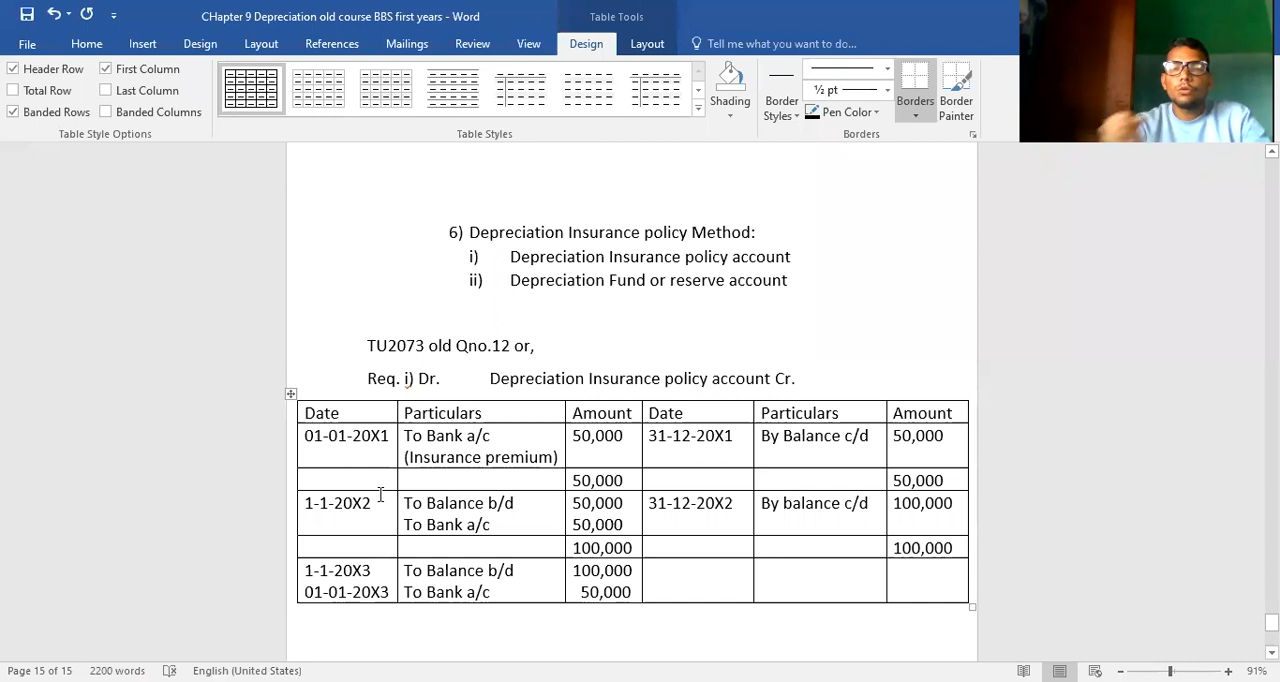 CHapter 9 Depreciation old course BBS first years - Word
Table Tools
File Home Insert Design Layout References Mailings Review View Design Layout Tell me what you want to do...
Header Row First Column
Total Row Last Column
Banded Rows Banded Columns
Table Style Options
Table Styles
Shading
Border Styles
½ pt
Pen Color
Borders
Border Painter
Borders
6) Depreciation Insurance policy Method:
i) Depreciation Insurance policy account
ii) Depreciation Fund or reserve account
TU2073 old Qno.12 or,
Req. i) Dr. Depreciation Insurance policy account Cr.
Date Particulars Amount Date Particulars Amount
01-01-20X1 To Bank a/c 50,000 31-12-20X1 By Balance c/d 50,000
(Insurance premium)
50,000 50,000
1-1-20X2 To Balance b/d 50,000 31-12-20X2 By balance c/d 100,000
To Bank a/c 50,000
100,000 100,000
1-1-20X3 To Balance b/d 100,000
01-01-20X3 To Bank a/c 50,000
Page 15 of 15 2200 words English (United States) 91%